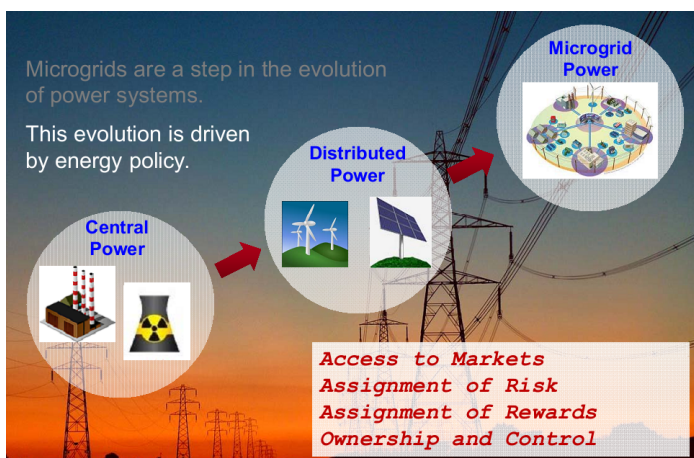 Microgrids are a step in the evolution
of power systems.
This evolution is driven
by energy policy.
Microgrid
Power
Distributed
Power
Central
Power
Access to Markets
Assignment of Risk
Assignment of Rewards
Ownership and Control